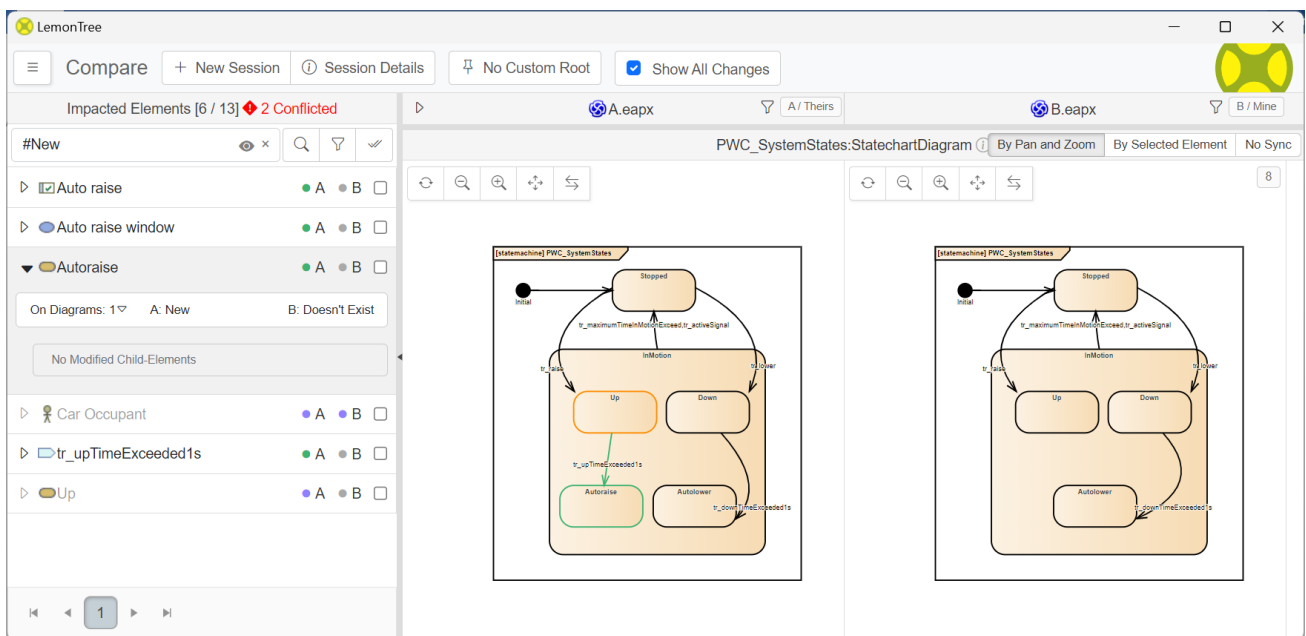 LemonTree
Compare
+ New Session
Session Details
No Custom Root
Show All Changes
Impacted Elements [6 / 13] 2 Conflicted
A.eapx
A / Theirs
B.eapx
B / Mine
#New
PWC_SystemStates:StatechartDiagram
By Pan and Zoom
By Selected Element
No Sync
Auto raise A B
Auto raise window A B
Autoraise A B
On Diagrams: 1 A: New B: Doesn't Exist
No Modified Child-Elements
Car Occupant A B
tr_upTimeExceeded1s A B
Up A B
1
[statemachine] PWC_SystemStates
Stopped
Initial
tr_maximumTimeInMotionExceed,tr_activeSignal
InMotion
tr_raise
tr_lower
Up
Down
tr_upTimeExceeded1s
Autoraise
Autolower
tr_downTimeExceeded1s
8
[statemachine] PWC_SystemStates
Stopped
Initial
tr_maximumTimeInMotionExceed,tr_activeSignal
InMotion
tr_raise
tr_lower
Up
Down
Autolower
tr_downTimeExceeded1s